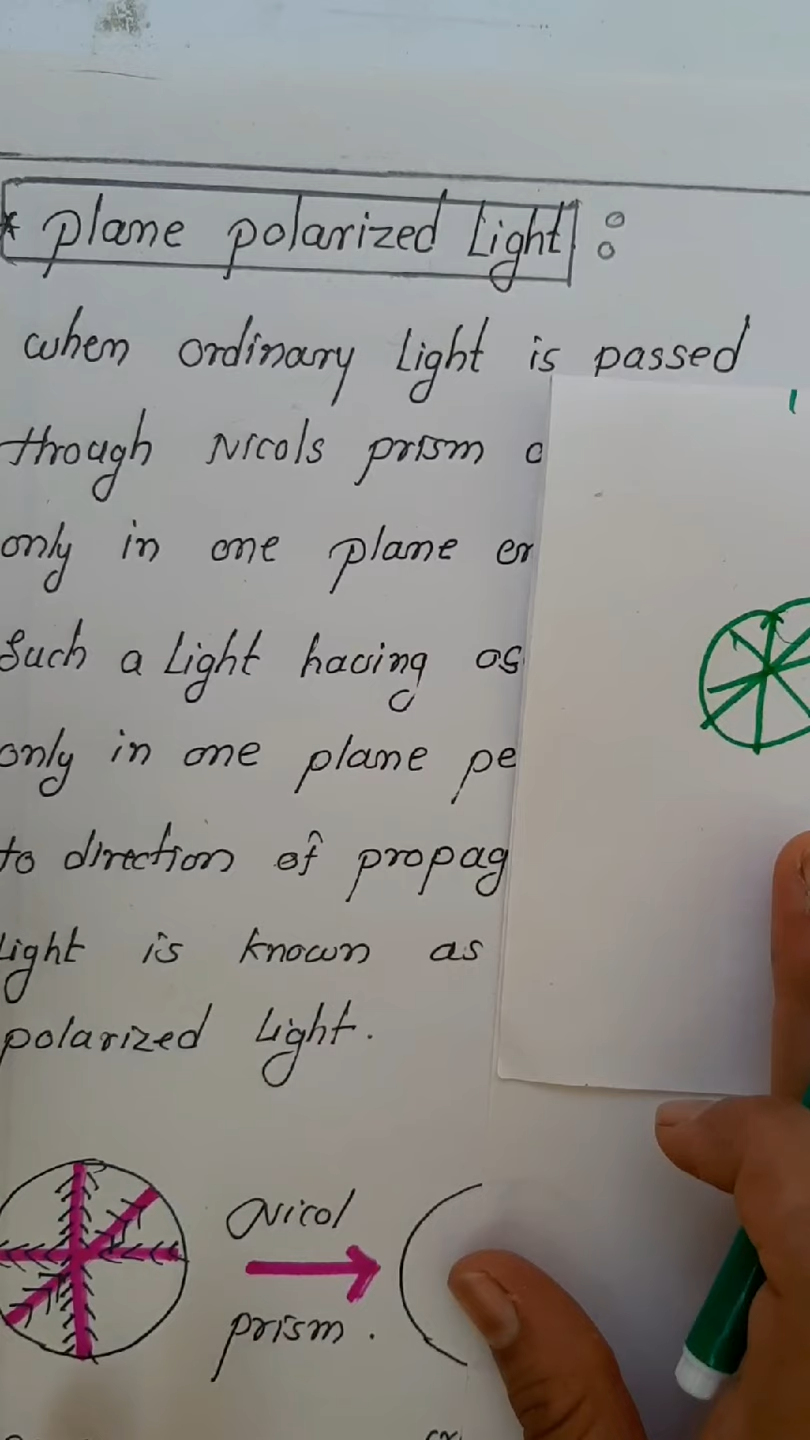 * plane polarized Light :
when ordinary Light is passed
though Nicols prism
only in one plane
Such a Light having
only in one plane
to direction of
Light is known as
polarized Light.
Nicol
prism.